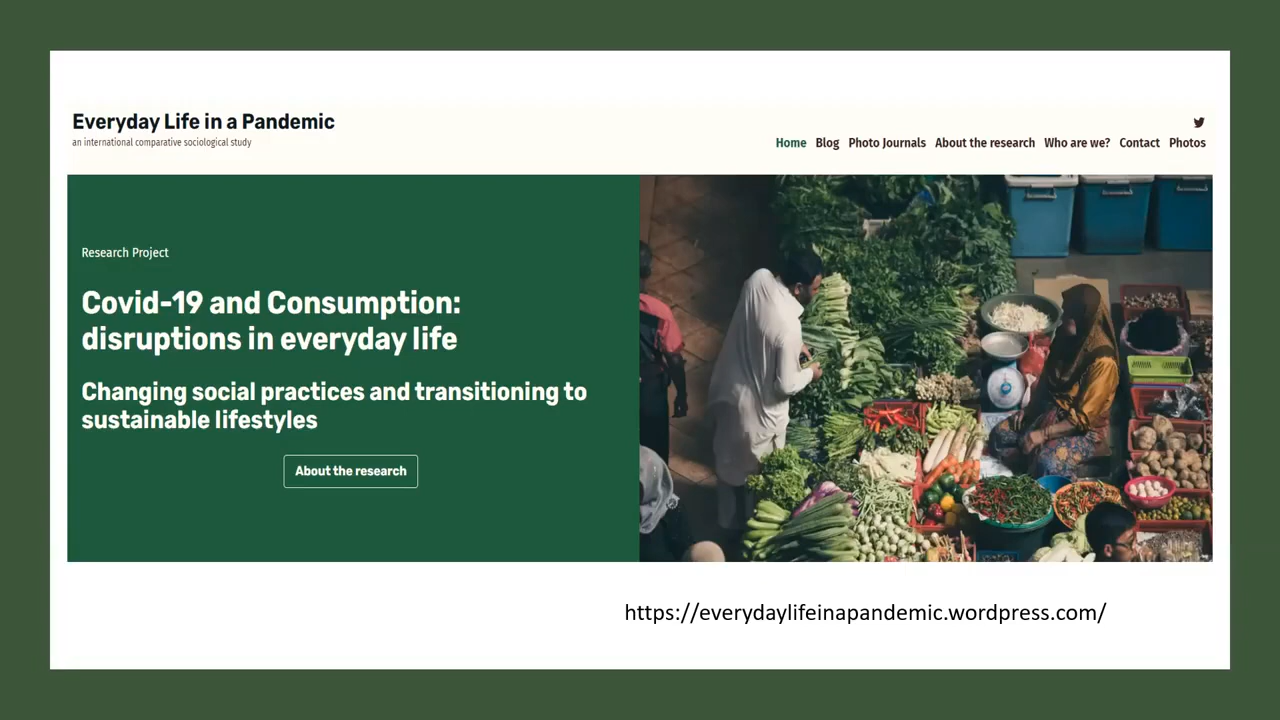 Everyday Life in a Pandemic
an international comparative sociological study
Home Blog Photo Journals About the research Who are we? Contact Photos
Research Project
Covid-19 and Consumption:
disruptions in everyday life
Changing social practices and transitioning to
sustainable lifestyles
About the research
https://everydaylifeinapandemic.wordpress.com/